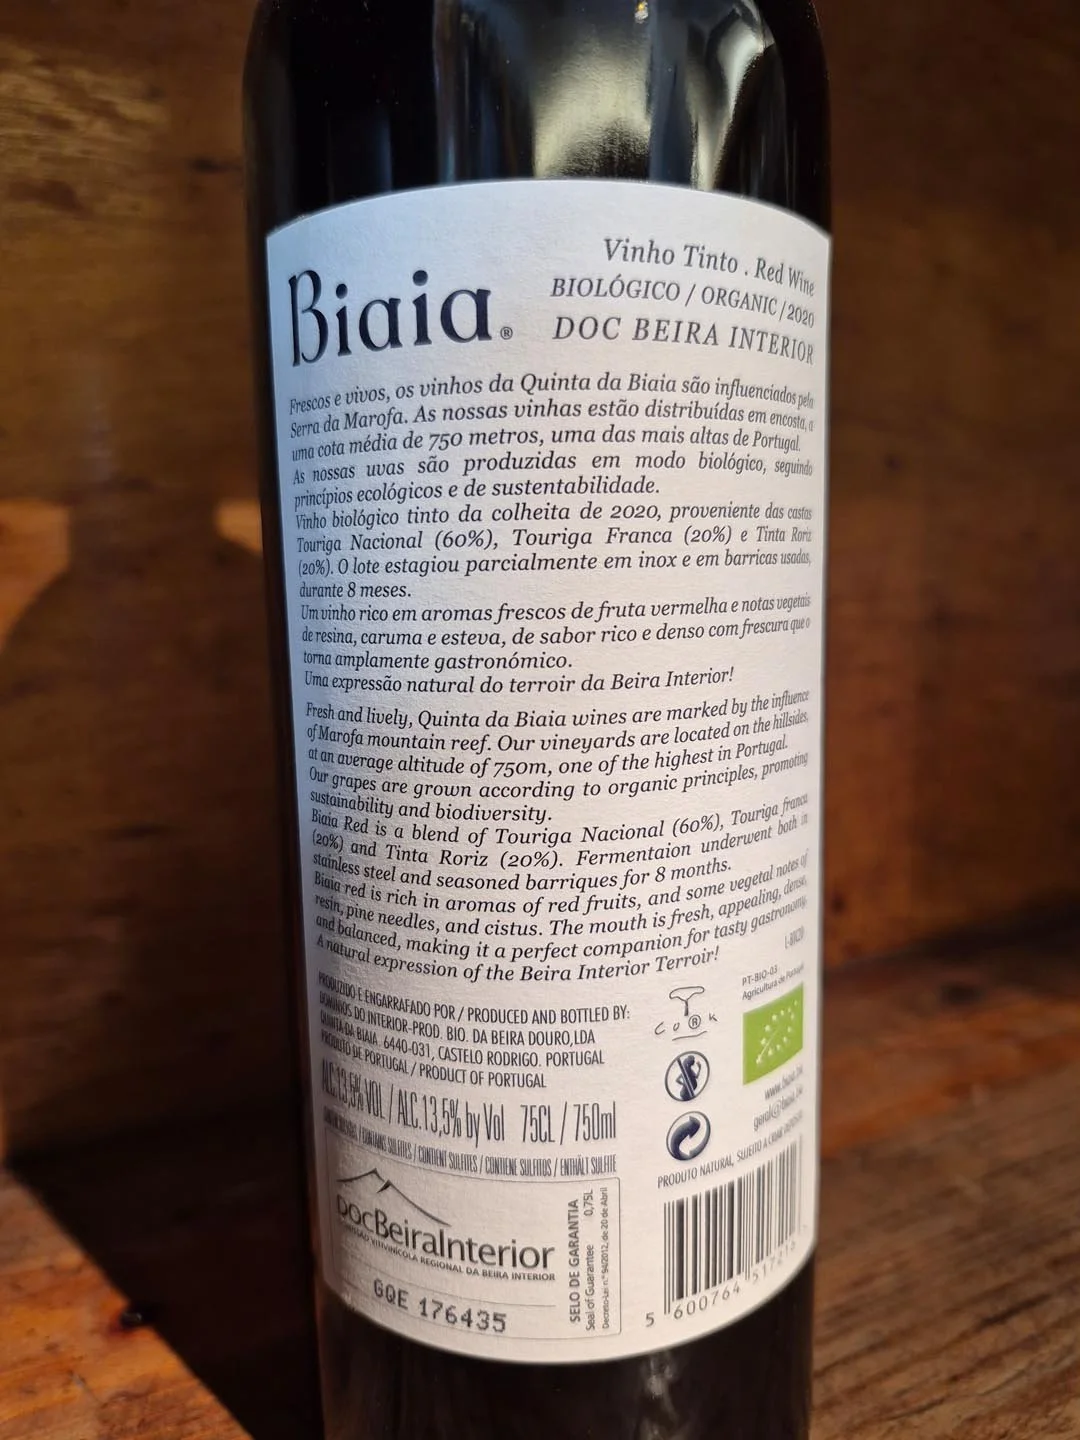 Biaia®
Vinho Tinto . Red Wine
BIOLÓGICO / ORGANIC / 2020
DOC BEIRA INTERIOR
Frescos e vivos, os vinhos da Quinta da Biaia são influenciados pela
Serra da Marofa. As nossas vinhas estão distribuídas em encosta, a
uma cota média de 750 metros, uma das mais altas de Portugal.
As nossas uvas são produzidas em modo biológico, seguindo
princípios ecológicos e de sustentabilidade.
Vinho biológico tinto da colheita de 2020, proveniente das castas
Touriga Nacional (60%), Touriga Franca (20%) e Tinta Roriz
(20%). O lote estagiou parcialmente em inox e em barricas usadas,
durante 8 meses.
Um vinho rico em aromas frescos de fruta vermelha e notas vegetais
de resina, caruma e esteva, de sabor rico e denso com frescura que o
torna amplamente gastronómico.
Uma expressão natural do terroir da Beira Interior!
Fresh and lively, Quinta da Biaia wines are marked by the influence
of Marofa mountain reef. Our vineyards are located on the hillsides,
at an average altitude of 750m, one of the highest in Portugal.
Our grapes are grown according to organic principles, promoting
sustainability and biodiversity.
Biaia Red is a blend of Touriga Nacional (60%), Touriga franca
(20%) and Tinta Roriz (20%). Fermentaion underwent both in
stainless steel and seasoned barriques for 8 months.
Biaia red is rich in aromas of red fruits, and some vegetal notes of
resin, pine needles, and cistus. The mouth is fresh, appealing, dense,
and balanced, making it a perfect companion for tasty gastronomy.
A natural expression of the Beira Interior Terroir!
PRODUZIDO E ENGARRAFADO POR / PRODUCED AND BOTTLED BY:
DOMINIOS DO INTERIOR-PROD. BIO. DA BEIRA DOURO,LDA
QUINTA DA BIAIA. 6440-031, CASTELO RODRIGO. PORTUGAL
PRODUTO DE PORTUGAL / PRODUCT OF PORTUGAL
ALC.13,5% VOL / ALC.13,5% by Vol 75CL / 750ml
/ CONTAINS SULFITES / CONTIENT SULFITES / CONTIENE SULFITOS / ENTHÄLT SULFITE
CORK
®
PT-BIO-03
Agricultura de Portugal
PRODUTO NATURAL, SUJEITO A CRIAR DEPÓSITO
DOCBeiraInterior
COMISSÃO VITIVINÍCOLA REGIONAL DA BEIRA INTERIOR
GQE 176435
SELO DE GARANTIA
Seal of Guarantee 0,75L
Decreto-Lei n.º 94/2012, de 20 de Abril
5 600764 517215